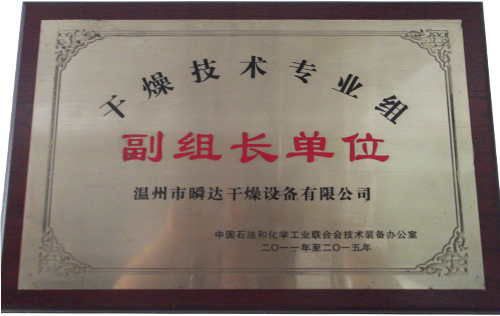 干燥技术专业组
副组长单位
温州市瞬达干燥设备有限公司
中国石油和化学工业联合会技术装备办公室
二〇一一年至二〇一五年